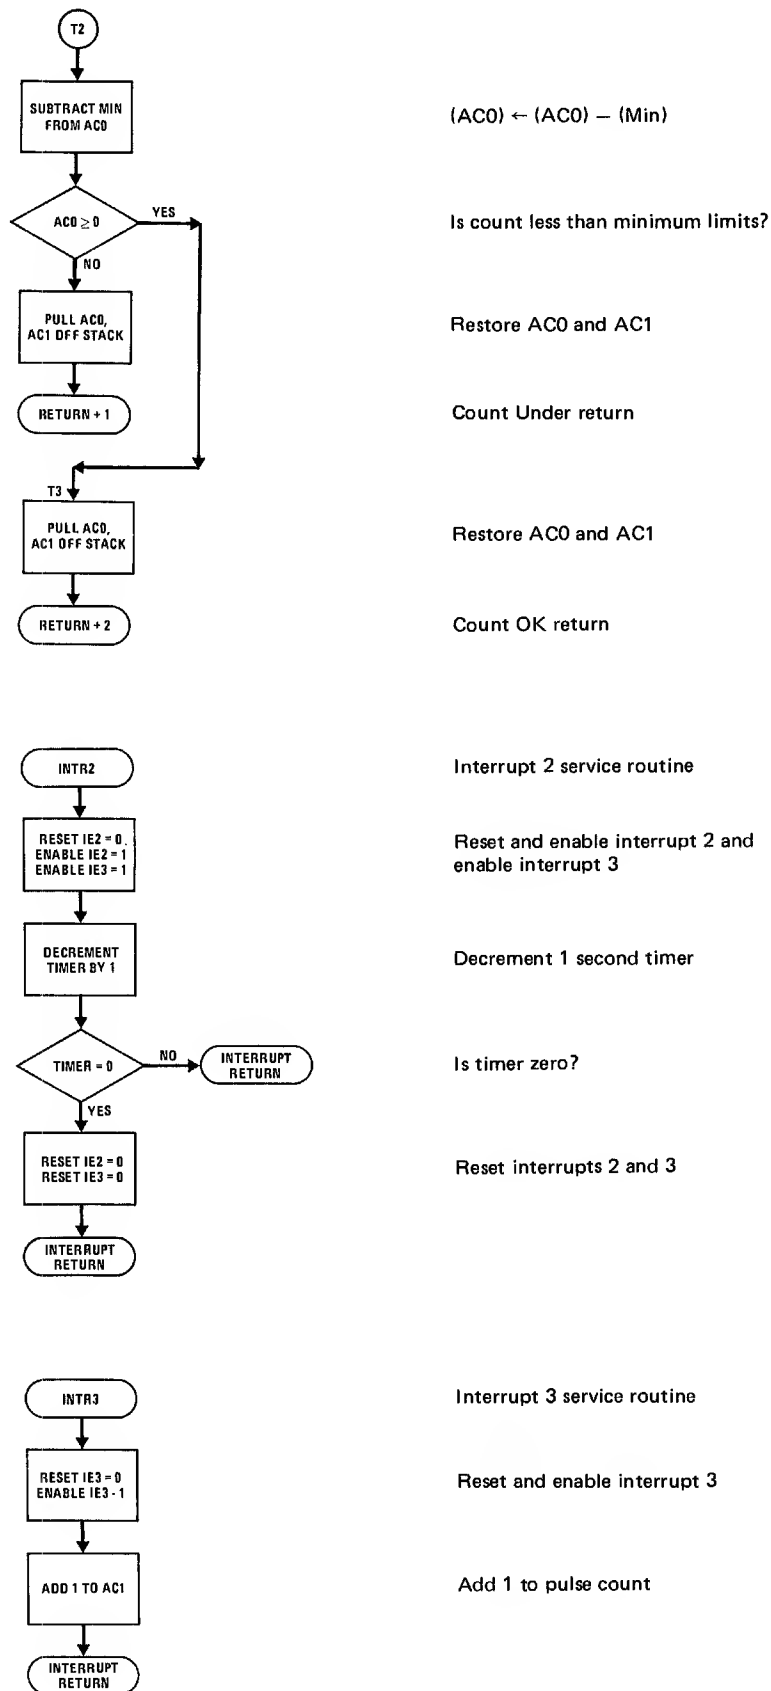 T2
SUBTRACT MIN
FROM AC0
(AC0) ← (AC0) – (Min)
AC0 ≥ 0
YES
Is count less than minimum limits?
NO
PULL AC0,
AC1 OFF STACK
Restore AC0 and AC1
RETURN + 1
Count Under return
T3
PULL AC0,
AC1 OFF STACK
Restore AC0 and AC1
RETURN + 2
Count OK return
INTR2
Interrupt 2 service routine
RESET IE2 = 0.
ENABLE IE2 = 1
ENABLE IE3 = 1
Reset and enable interrupt 2 and
enable interrupt 3
DECREMENT
TIMER BY 1
Decrement 1 second timer
TIMER = 0
NO
INTERRUPT
RETURN
Is timer zero?
YES
RESET IE2 = 0
RESET IE3 = 0
Reset interrupts 2 and 3
INTERRUPT
RETURN
INTR3
Interrupt 3 service routine
RESET IE3 = 0
ENABLE IE3 - 1
Reset and enable interrupt 3
ADD 1 TO AC1
Add 1 to pulse count
INTERRUPT
RETURN